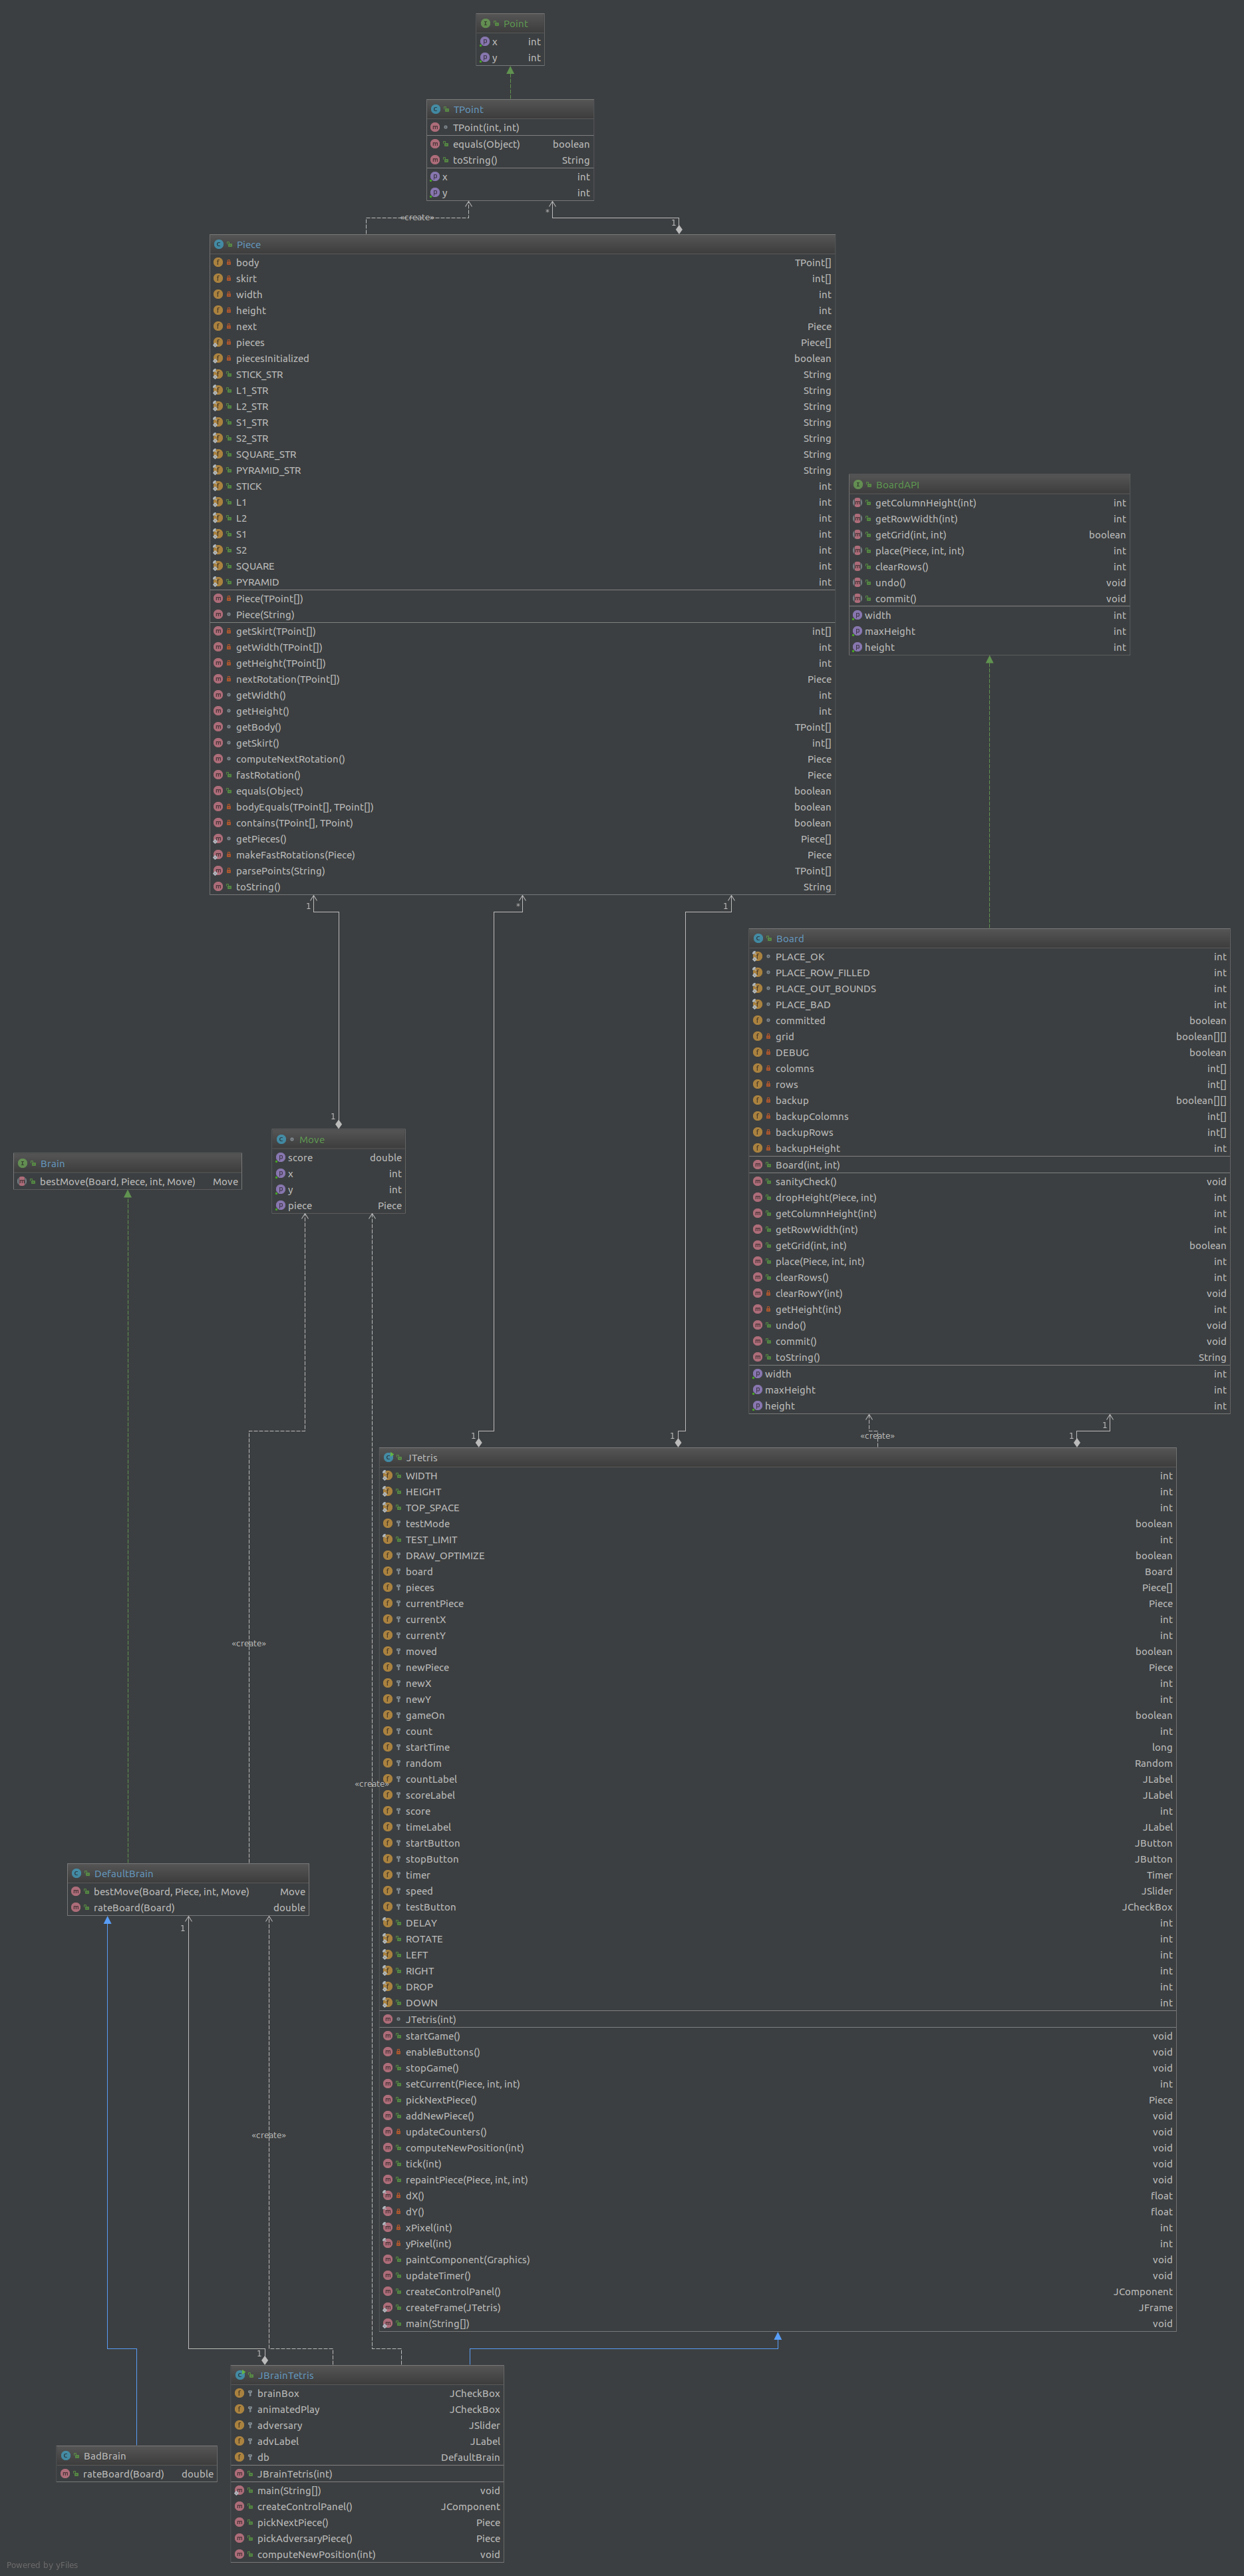 Point
x int
y int
TPoint
TPoint(int, int)
equals(Object) boolean
toString() String
x int
y int
«create»
*
1
Piece
body TPoint[]
skirt int[]
width int
height int
next Piece
pieces Piece[]
piecesInitialized boolean
STICK_STR String
L1_STR String
L2_STR String
S1_STR String
S2_STR String
SQUARE_STR String
PYRAMID_STR String
STICK int
L1 int
L2 int
S1 int
S2 int
SQUARE int
PYRAMID int
Piece(TPoint[])
Piece(String)
getSkirt(TPoint[]) int[]
getWidth(TPoint[]) int
getHeight(TPoint[]) int
nextRotation(TPoint[]) Piece
getWidth() int
getHeight() int
getBody() TPoint[]
getSkirt() int[]
computeNextRotation() Piece
fastRotation() Piece
equals(Object) boolean
bodyEquals(TPoint[], TPoint[]) boolean
contains(TPoint[], TPoint) boolean
getPieces() Piece[]
makeFastRotations(Piece) Piece
parsePoints(String) TPoint[]
toString() String
1
*
1
BoardAPI
getColumnHeight(int) int
getRowWidth(int) int
getGrid(int, int) boolean
place(Piece, int, int) int
clearRows() int
undo() void
commit() void
width int
maxHeight int
height int
Board
PLACE_OK int
PLACE_ROW_FILLED int
PLACE_OUT_BOUNDS int
PLACE_BAD int
committed boolean
grid boolean[][]
DEBUG boolean
colomns int[]
rows int[]
backup boolean[][]
backupColomns int[]
backupRows int[]
backupHeight int
Board(int, int)
sanityCheck() void
dropHeight(Piece, int) int
getColumnHeight(int) int
getRowWidth(int) int
getGrid(int, int) boolean
place(Piece, int, int) int
clearRows() int
clearRowY(int) void
getHeight(int) int
undo() void
commit() void
toString() String
width int
maxHeight int
height int
1
Move
score double
x int
y int
piece Piece
Brain
bestMove(Board, Piece, int, Move) Move
1
1
«create»
1
1
JTetris
WIDTH int
HEIGHT int
TOP_SPACE int
testMode boolean
TEST_LIMIT int
DRAW_OPTIMIZE boolean
board Board
pieces Piece[]
currentPiece Piece
currentX int
currentY int
moved boolean
newPiece Piece
newX int
newY int
gameOn boolean
count int
startTime long
random Random
countLabel JLabel
scoreLabel JLabel
score int
timeLabel JLabel
startButton JButton
stopButton JButton
timer Timer
speed JSlider
testButton JCheckBox
DELAY int
ROTATE int
LEFT int
RIGHT int
DROP int
DOWN int
JTetris(int)
startGame() void
enableButtons() void
stopGame() void
setCurrent(Piece, int, int) int
pickNextPiece() Piece
addNewPiece() void
updateCounters() void
computeNewPosition(int) void
tick(int) void
repaintPiece(Piece, int, int) void
dX() float
dY() float
xPixel(int) int
yPixel(int) int
paintComponent(Graphics) void
updateTimer() void
createControlPanel() JComponent
createFrame(JTetris) JFrame
main(String[]) void
«create»
«create»
DefaultBrain
bestMove(Board, Piece, int, Move) Move
rateBoard(Board) double
1
«create»
1
JBrainTetris
brainBox JCheckBox
animatedPlay JCheckBox
adversary JSlider
advLabel JLabel
db DefaultBrain
JBrainTetris(int)
main(String[]) void
createControlPanel() JComponent
pickNextPiece() Piece
pickAdversaryPiece() Piece
computeNewPosition(int) void
BadBrain
rateBoard(Board) double
Powered by yFiles